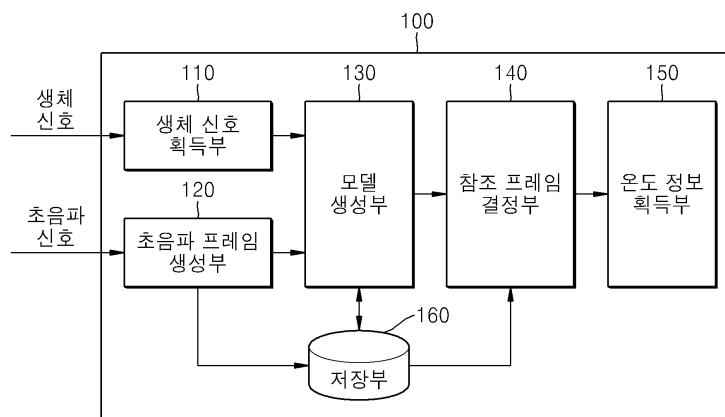 100
110
130
140
150
생체
신호
생체 신호
획득부
모델
생성부
참조 프레임
결정부
온도 정보
획득부
120
초음파
신호
초음파 프레임
생성부
160
저장부